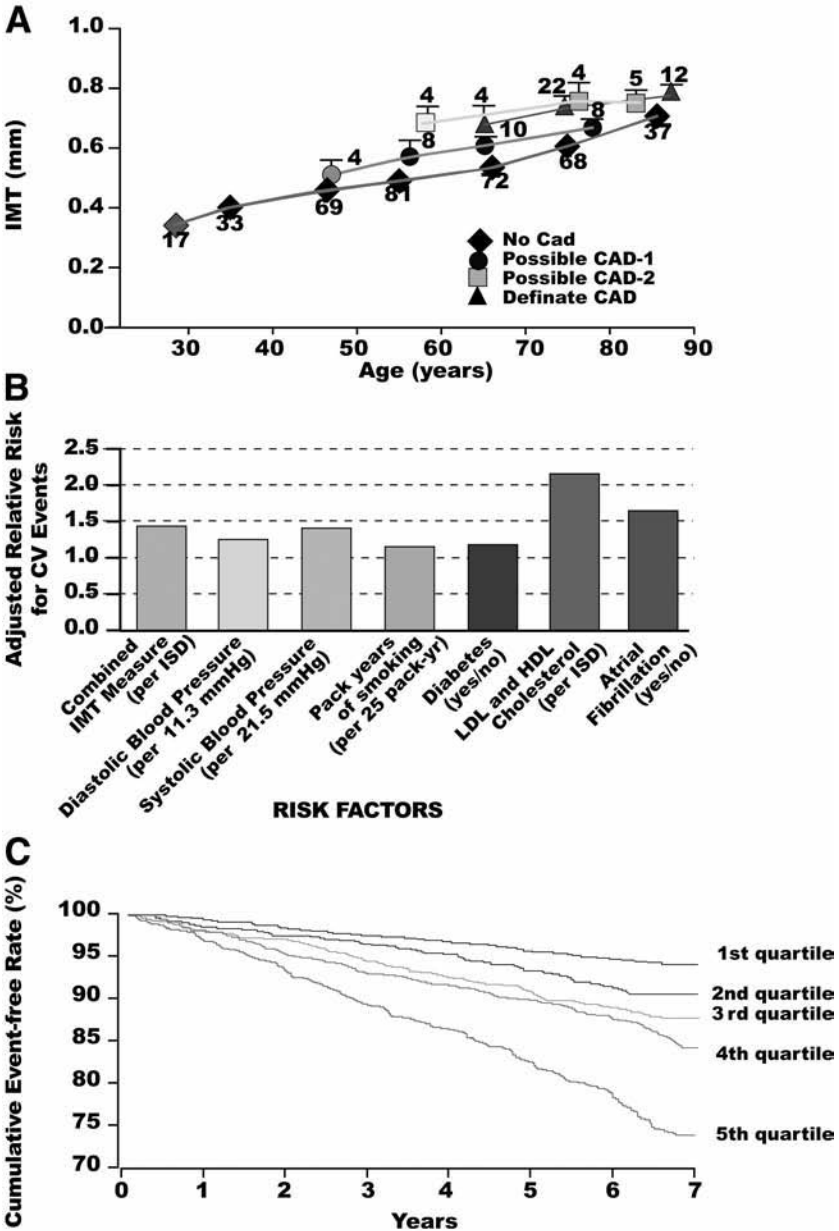 A
IMT (mm)
1.0
0.8
0.6
0.4
0.2
0.0
4
4
22
4
5
12
4
8
10
8
17
33
69
81
72
68
37
No Cad
Possible CAD-1
Possible CAD-2
Definate CAD
30 40 50 60 70 80 90
Age (years)
B
Adjusted Relative Risk
for CV Events
2.5
2.0
1.5
1.0
0.5
0.0
Combined
IMT Measure
(per ISD)
Diastolic Blood Pressure
(per 11.3 mmHg)
Systolic Blood Pressure
(per 21.5 mmHg)
Pack years
of smoking
(per 25 pack-yr)
Diabetes
(yes/no)
LDL and HDL
Cholesterol
(per ISD)
Atrial
Fibrillation
(yes/no)
RISK FACTORS
C
Cumulative Event-free Rate (%)
100
95
90
85
80
75
70
1st quartile
2nd quartile
3rd quartile
4th quartile
5th quartile
0 1 2 3 4 5 6 7
Years